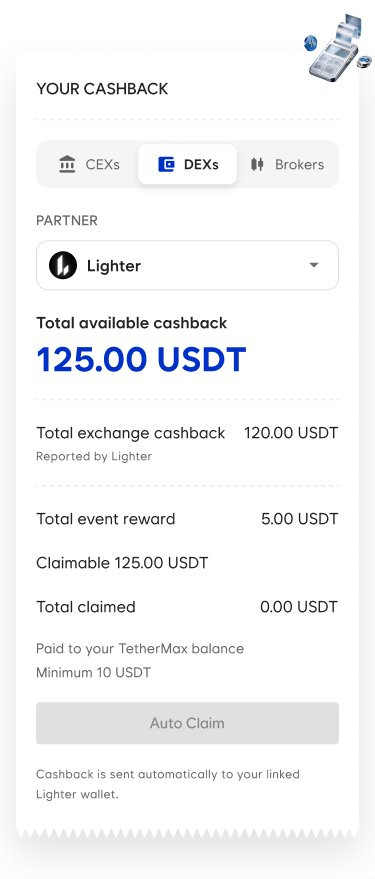 YOUR CASHBACK
CEXs
DEXs
Brokers
PARTNER
Lighter
Total available cashback
125.00 USDT
Total exchange cashback 120.00 USDT
Reported by Lighter
Total event reward 5.00 USDT
Claimable 125.00 USDT
Total claimed 0.00 USDT
Paid to your TetherMax balance
Minimum 10 USDT
Auto Claim
Cashback is sent automatically to your linked
Lighter wallet.